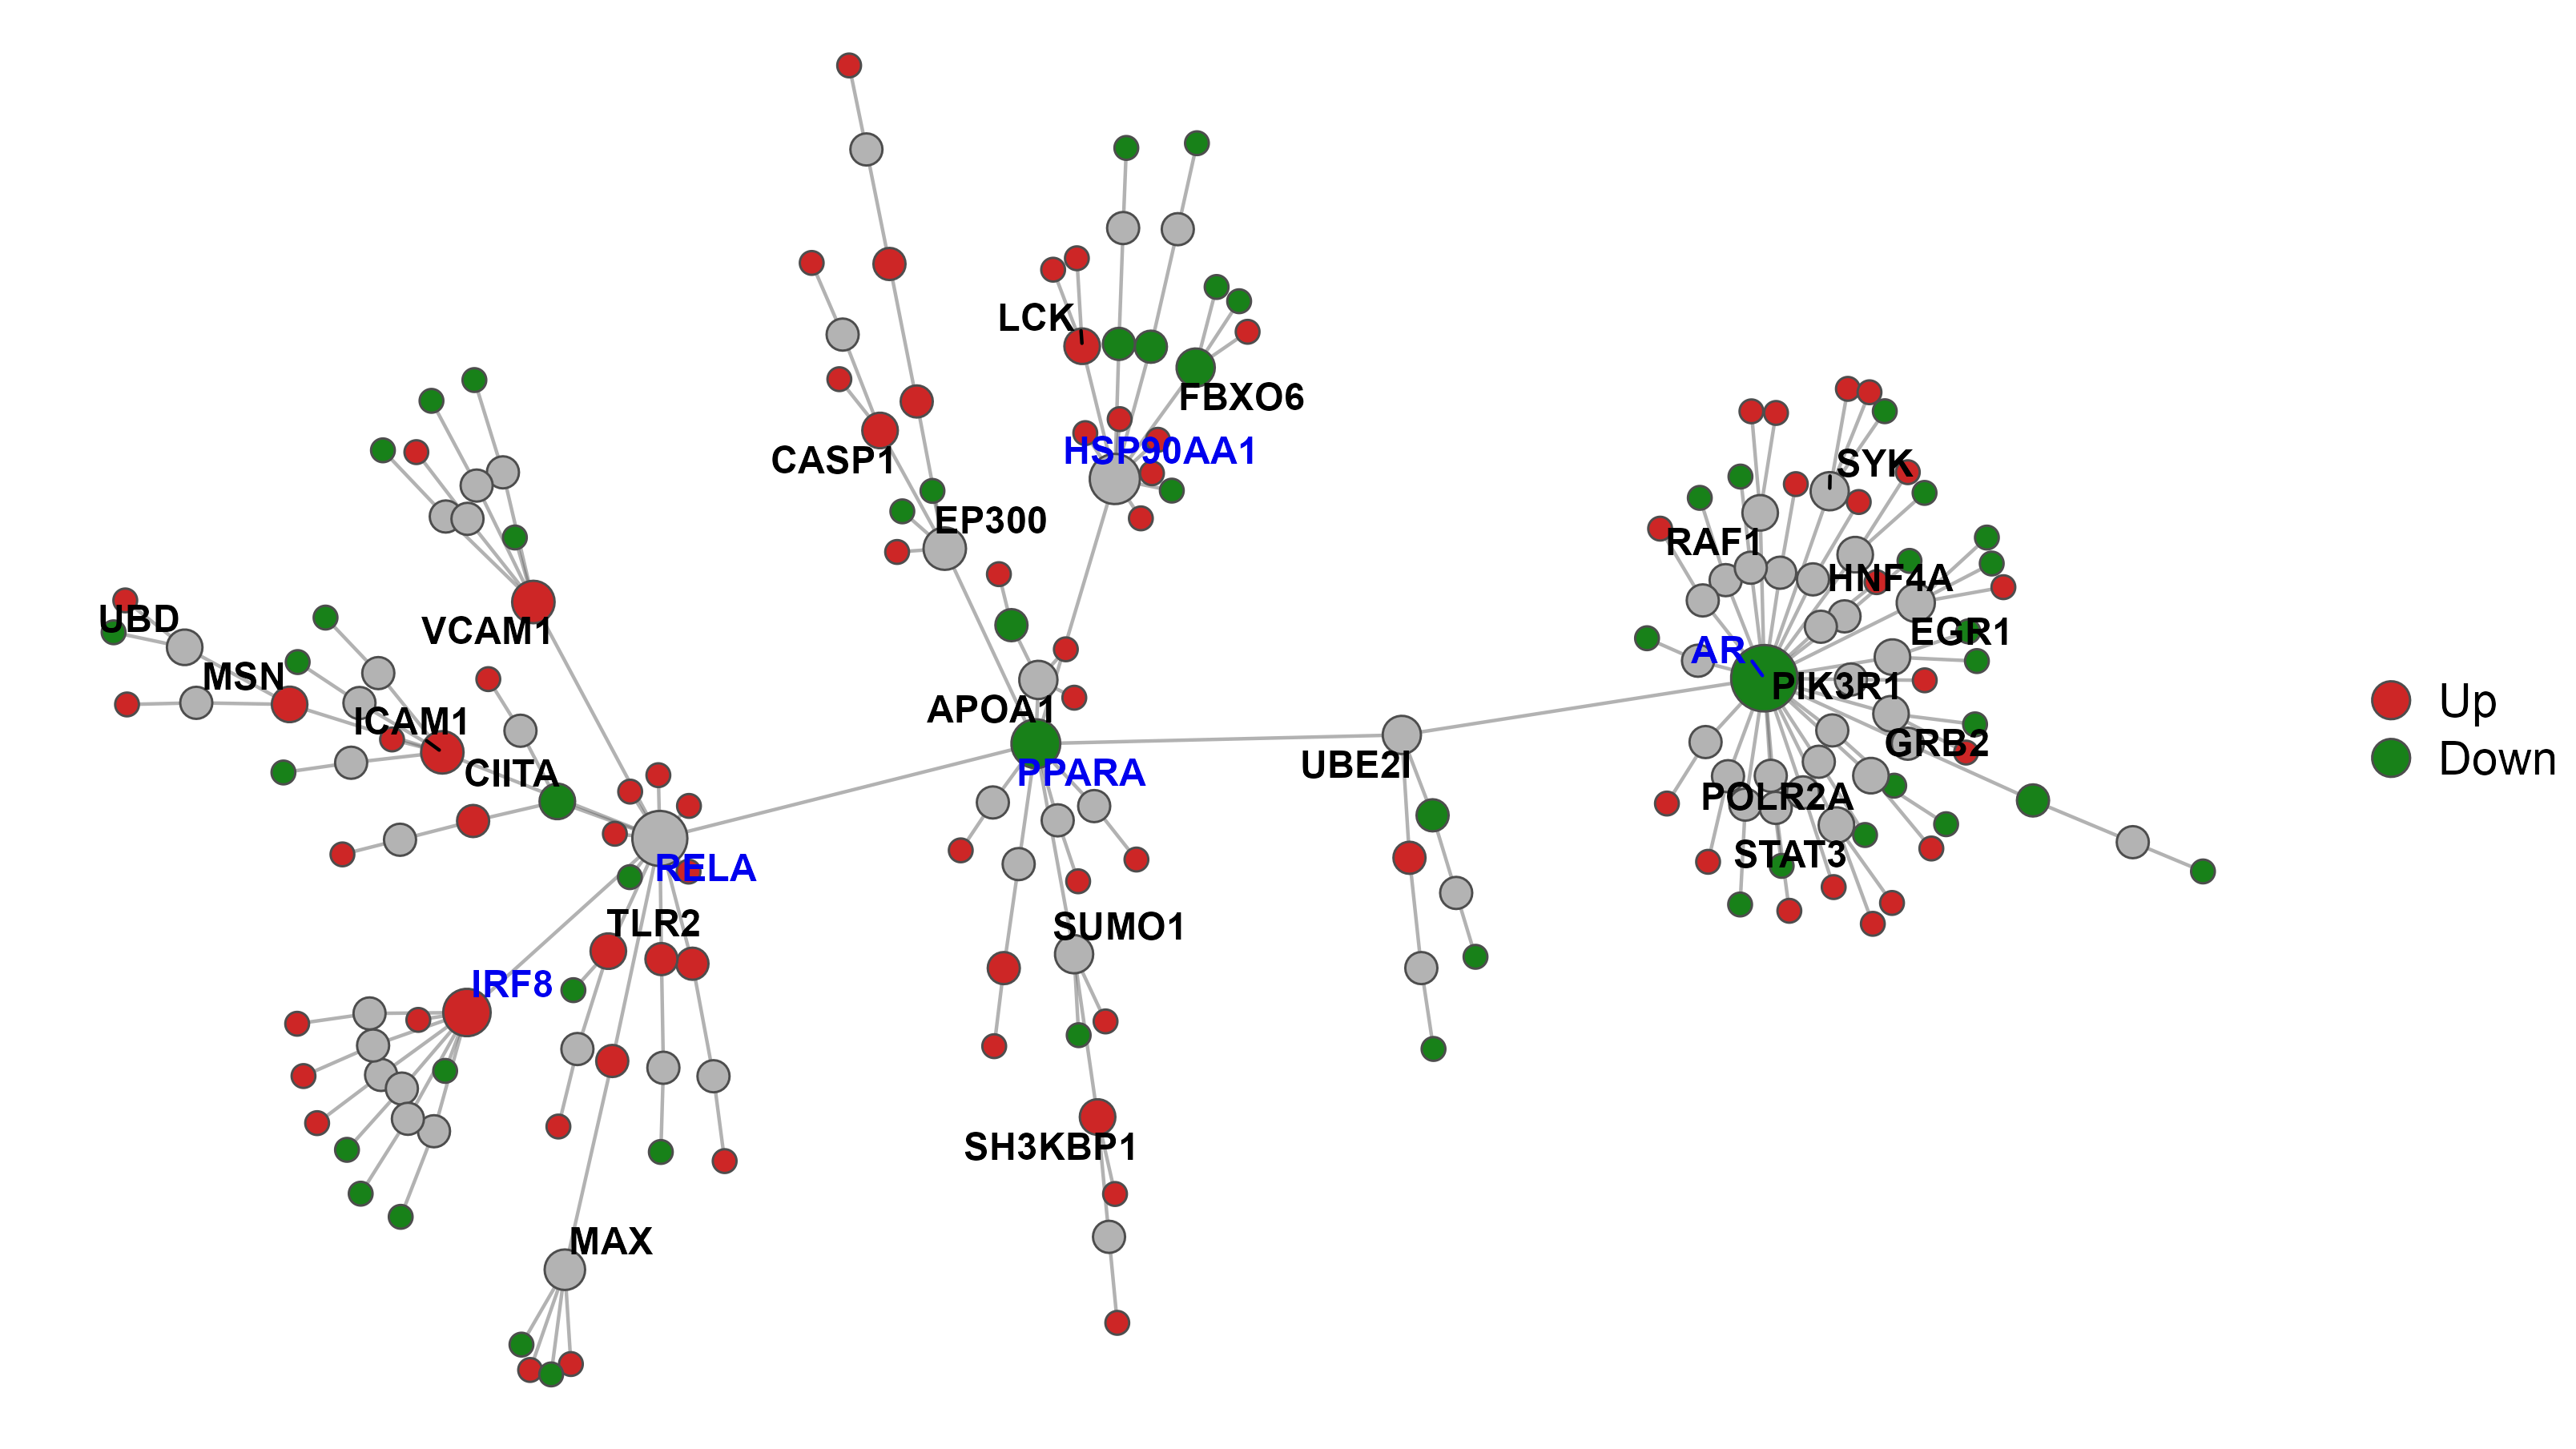 LCK
FBXO6
CASP1
HSP90AA1
EP300
SYK
RAF1
HNF4A
UBD
VCAM1
EGR1
AR
MSN
PIK3R1
APOA1
ICAM1
Up
CIITA
UBE2I
GRB2
Down
PPARA
POLR2A
STAT3
RELA
TLR2
SUMO1
IRF8
SH3KBP1
MAX